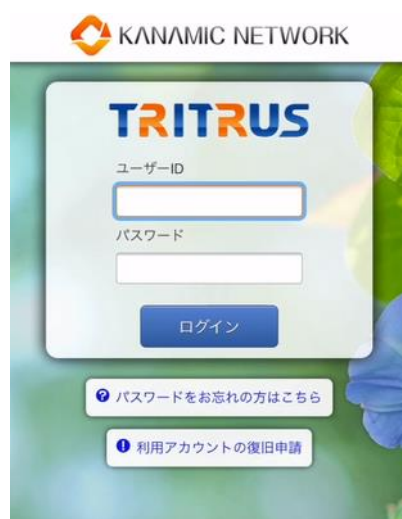 KANAMIC NETWORK
TRITRUS
ユーザーID
パスワード
ログイン
パスワードをお忘れの方はこちら
利用アカウントの復旧申請